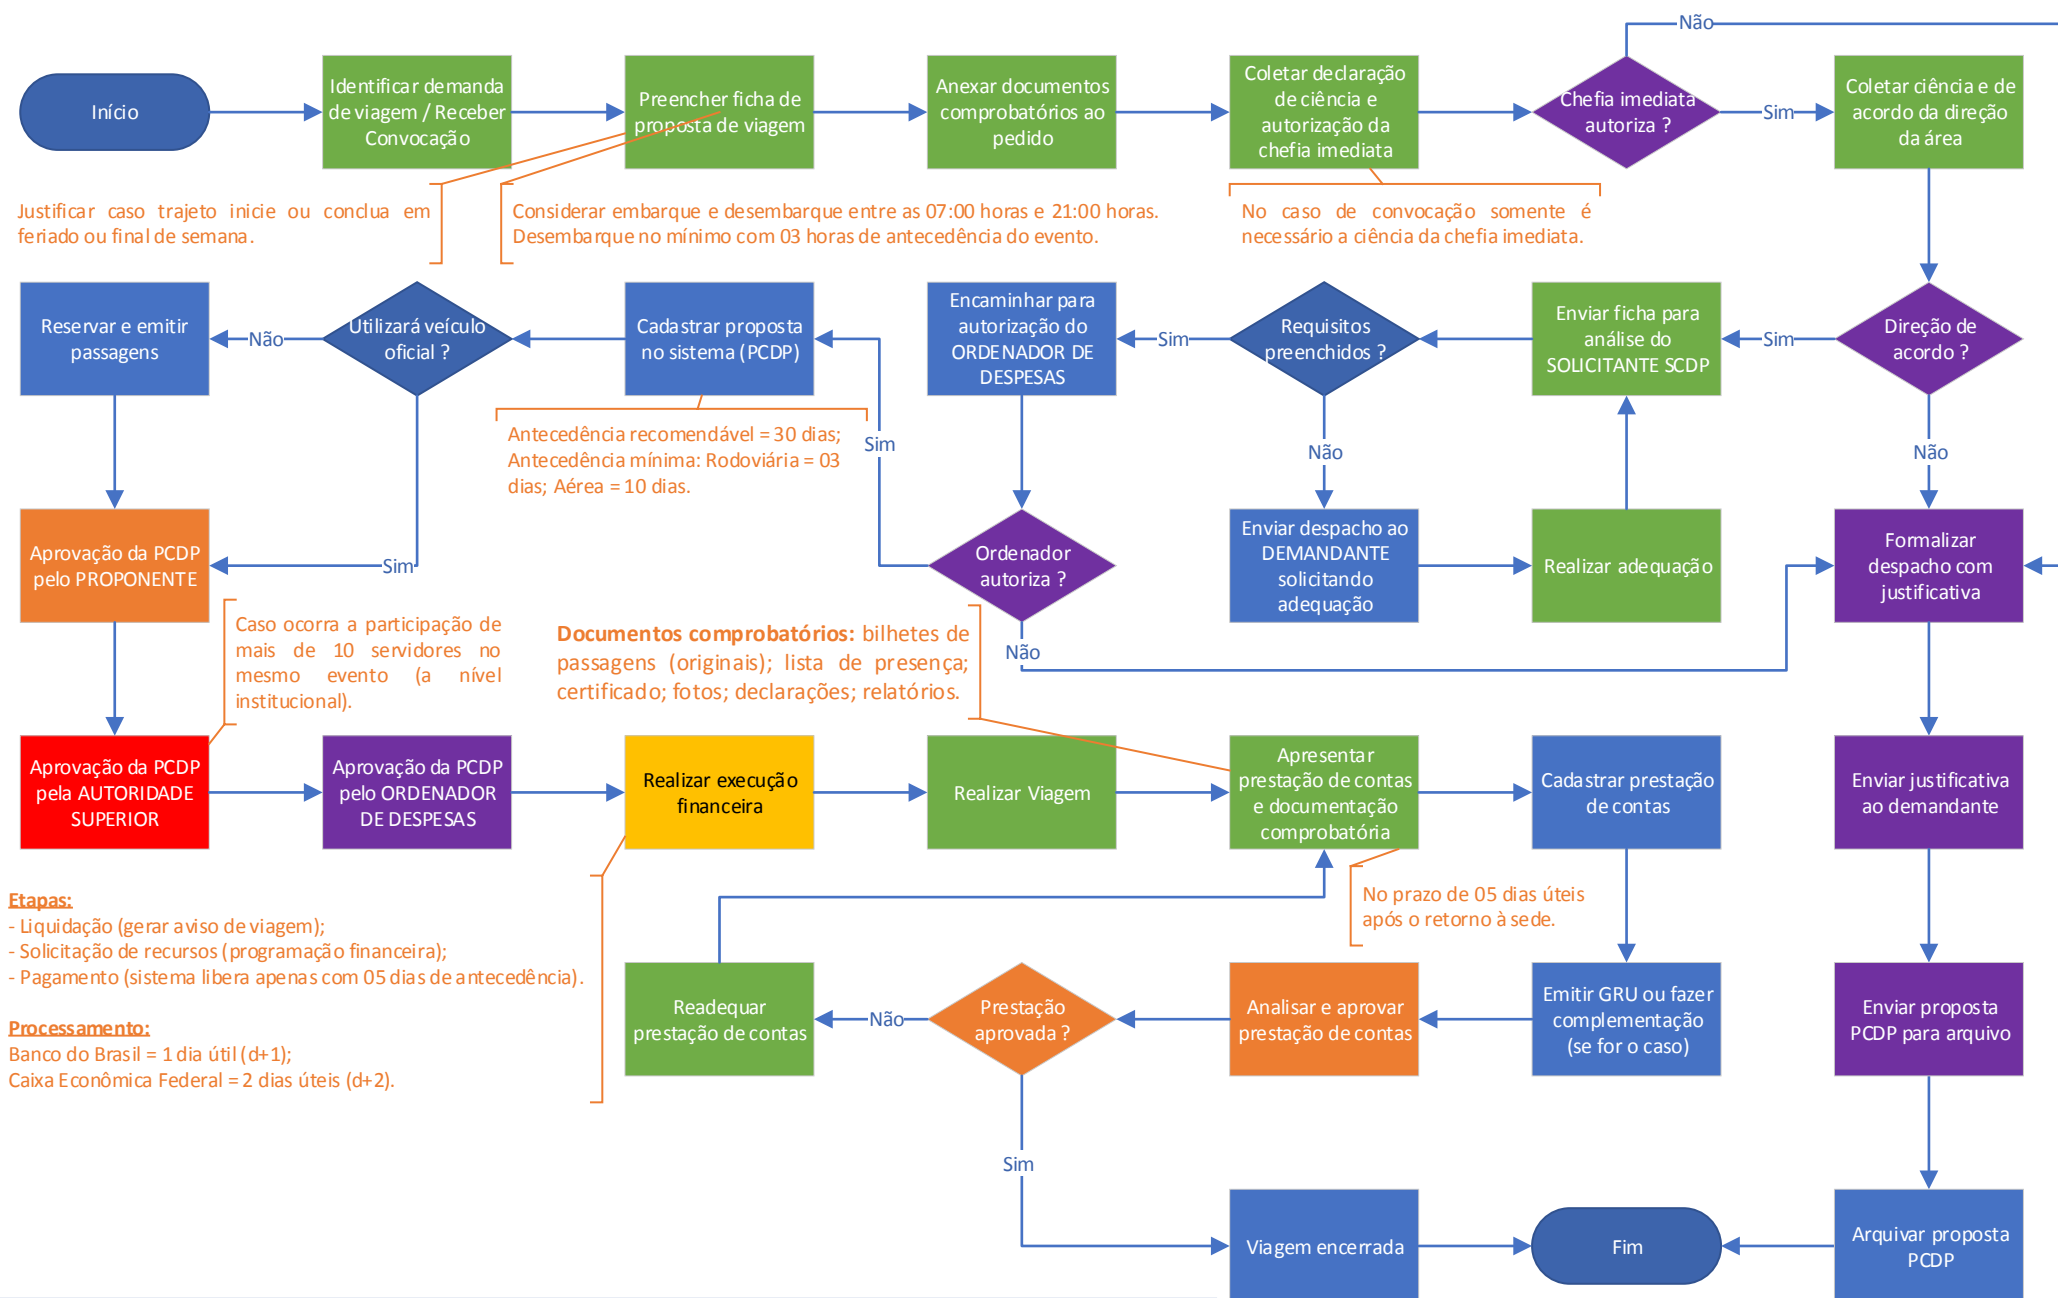 Não
Início
Identificar demanda
de viagem / Receber
Convocação
Preencher ficha de
proposta de viagem
Anexar documentos
comprobatórios ao
pedido
Coletar declaração
de ciência e
autorização da
chefia imediata
Chefia imediata
autoriza ?
Sim
Coletar ciência e de
acordo da direção
da área
Justificar caso trajeto inicie ou conclua em
feriado ou final de semana.
Considerar embarque e desembarque entre as 07:00 horas e 21:00 horas.
Desembarque no mínimo com 03 horas de antecedência do evento.
No caso de convocação somente é
necessário a ciência da chefia imediata.
Reservar e emitir
passagens
Não
Utilizará veículo
oficial ?
Cadastrar proposta
no sistema (PCDP)
Encaminhar para
autorização do
ORDENADOR DE
DESPESAS
Sim
Requisitos
preenchidos ?
Enviar ficha para
análise do
SOLICITANTE SCDP
Sim
Direção de
acordo ?
Antecedência recomendável = 30 dias;
Antecedência mínima: Rodoviária = 03
dias; Aérea = 10 dias.
Sim
Não
Não
Aprovação da PCDP
pelo PROPONENTE
Sim
Ordenador
autoriza ?
Enviar despacho ao
DEMANDANTE
solicitando
adequação
Realizar adequação
Formalizar
despacho com
justificativa
Caso ocorra a participação de
mais de 10 servidores no
mesmo evento (a nível
institucional).
Documentos comprobatórios: bilhetes de
passagens (originais); lista de presença;
certificado; fotos; declarações; relatórios.
Não
Aprovação da PCDP
pela AUTORIDADE
SUPERIOR
Aprovação da PCDP
pelo ORDENADOR
DE DESPESAS
Realizar execução
financeira
Realizar Viagem
Apresentar
prestação de contas
e documentação
comprobatória
Cadastrar prestação
de contas
Enviar justificativa
ao demandante
Etapas:
- Liquidação (gerar aviso de viagem);
- Solicitação de recursos (programação financeira);
- Pagamento (sistema libera apenas com 05 dias de antecedência).
No prazo de 05 dias úteis
após o retorno à sede.
Processamento:
Banco do Brasil = 1 dia útil (d+1);
Caixa Econômica Federal = 2 dias úteis (d+2).
Readequar
prestação de contas
Não
Prestação
aprovada ?
Analisar e aprovar
prestação de contas
Emitir GRU ou fazer
complementação
(se for o caso)
Enviar proposta
PCDP para arquivo
Sim
Viagem encerrada
Fim
Arquivar proposta
PCDP